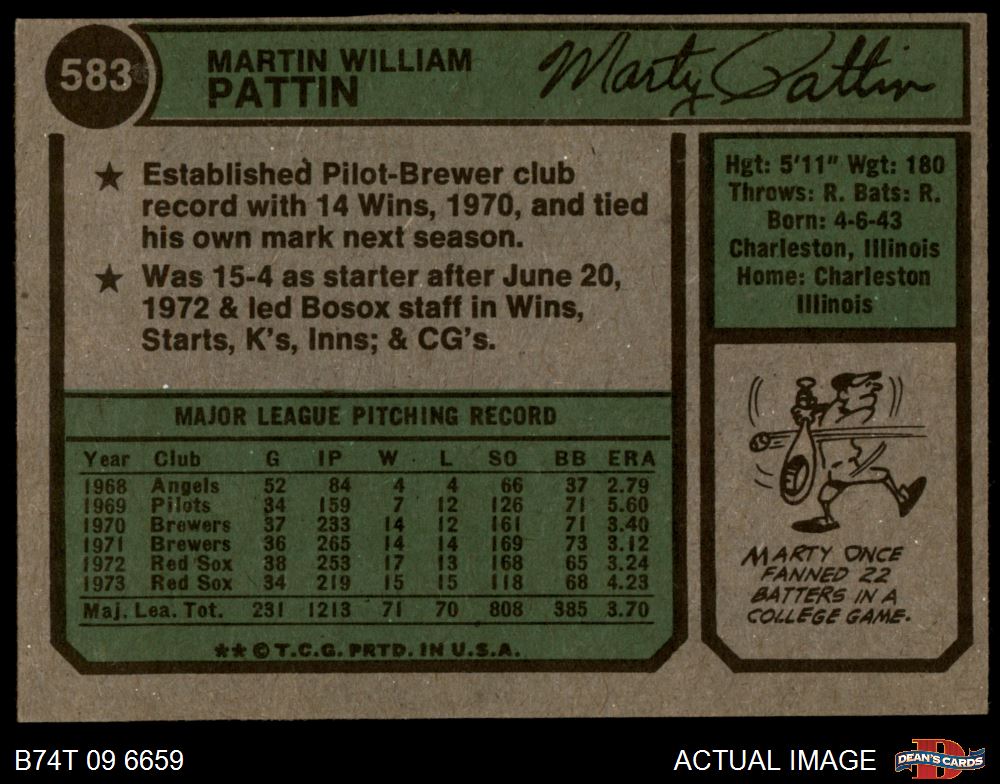 583
MARTIN WILLIAM
PATTIN
Marty Pattin
★ Established Pilot-Brewer club
record with 14 Wins, 1970, and tied
his own mark next season.
★ Was 15-4 as starter after June 20,
1972 & led Bosox staff in Wins,
Starts, K's, Inns; & CG's.
Hgt: 5'11" Wgt: 180
Throws: R. Bats: R.
Born: 4-6-43
Charleston, Illinois
Home: Charleston
Illinois
MAJOR LEAGUE PITCHING RECORD
Year Club G IP W L SO BB ERA
1968 Angels 52 84 4 4 66 37 2.79
1969 Pilots 34 159 7 12 126 71 5.60
1970 Brewers 37 233 14 12 161 71 3.40
1971 Brewers 36 265 14 14 169 73 3.12
1972 Red Sox 38 253 17 13 168 65 3.24
1973 Red Sox 34 219 15 15 118 68 4.23
Maj. Lea. Tot. 231 1213 71 70 808 385 3.70
**©T.C.G. PRTD. IN U.S.A.
MARTY ONCE
FANNED 22
BATTERS IN A
COLLEGE GAME.
B74T 09 6659
ACTUAL IMAGE
D
DEAN'S CARDS